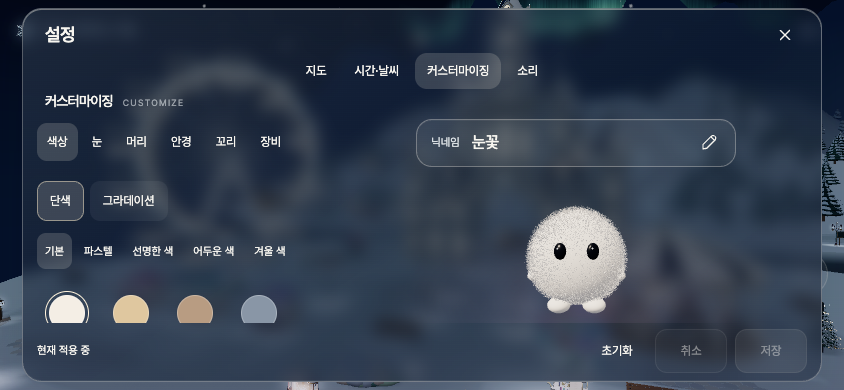 설정
지도 시간·날씨 커스터마이징 소리
커스터마이징 CUSTOMIZE
색상 눈 머리 안경 꼬리 장비
닉네임 눈꽃
단색 그라데이션
기본 파스텔 선명한 색 어두운 색 겨울 색
현재 적용 중
초기화 취소 저장